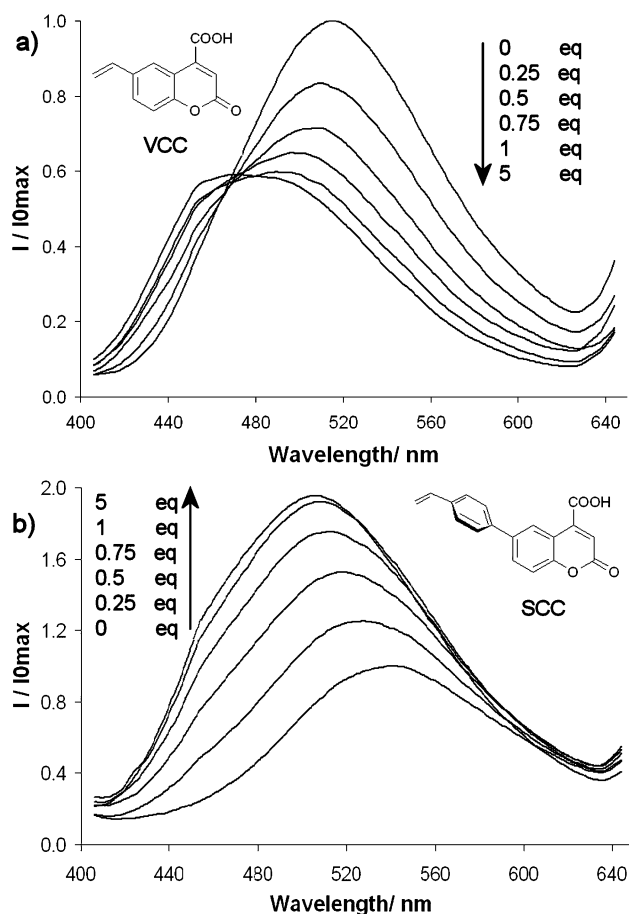 a)
1.0
0.8
0.6
0.4
0.2
0.0
I / I0max
COOH
O
O
VCC
0 eq
0.25 eq
0.5 eq
0.75 eq
1 eq
5 eq
400 440 480 520 560 600 640
Wavelength/ nm
b)
2.0
1.6
1.2
0.8
0.4
0.0
I / I0max
5 eq
1 eq
0.75 eq
0.5 eq
0.25 eq
0 eq
COOH
O
O
SCC
400 440 480 520 560 600 640
Wavelength/ nm